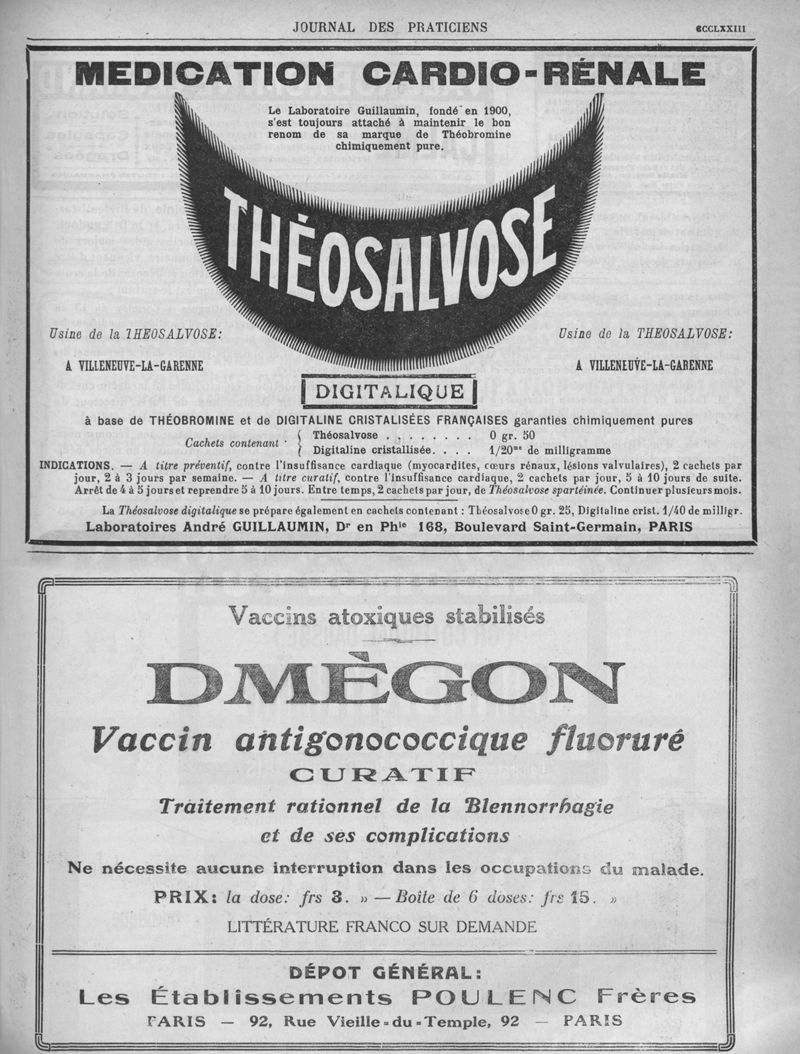 JOURNAL DES PRATICIENS
CCCLXXIII
MEDICATION CARDIO-RÉNALE
Le Laboratoire Guillaumin, fondé en 1900,
s'est toujours attaché à maintenir le bon
renom de sa marque de Théobromine
chimiquement pure.
THÉOSALVOSE
Usine de la THEOSALVOSE:
A VILLENEUVE-LA-GARENNE
Usine de la THEOSALVOSE:
A VILLENEUVE-LA-GARENNE
DIGITALIQUE
à base de THÉOBROMINE et de DIGITALINE CRISTALISÉES FRANÇAISES garanties chimiquement pures
Cachets contenant
Théosalvose . . . . . . . . 0 gr. 50
Digitaline cristallisée. . . . 1/20me de milligramme
INDICATIONS. — A titre préventif, contre l'insuffisance cardiaque (myocardites, cœurs rénaux, lésions valvulaires), 2 cachets par
jour, 2 à 3 jours par semaine. — A titre curatif, contre l'insuffisance cardiaque, 2 cachets par jour, 5 à 10 jours de suite.
Arrêt de 4 à 5 jours et reprendre 5 à 10 jours. Entre temps, 2 cachets par jour, de Théosalvose spartéinée. Continuer plusieurs mois.
La Théosalvose digitalique se prépare également en cachets contenant : Théosalvose 0 gr. 25, Digitaline crist. 1/40 de milligr.
Laboratoires André GUILLAUMIN, Dr en Phie 168, Boulevard Saint-Germain, PARIS
Vaccins atoxiques stabilisés
DMÈGON
Vaccin antigonococcique fluoruré
CURATIF
Traitement rationnel de la Blennorrhagie
et de ses complications
Ne nécessite aucune interruption dans les occupations du malade.
PRIX: la dose: frs 3. » — Boîte de 6 doses: frs 15. »
LITTÉRATURE FRANCO SUR DEMANDE
DÉPOT GÉNÉRAL:
Les Établissements POULENC Frères
PARIS — 92, Rue Vieille-du-Temple, 92 — PARIS